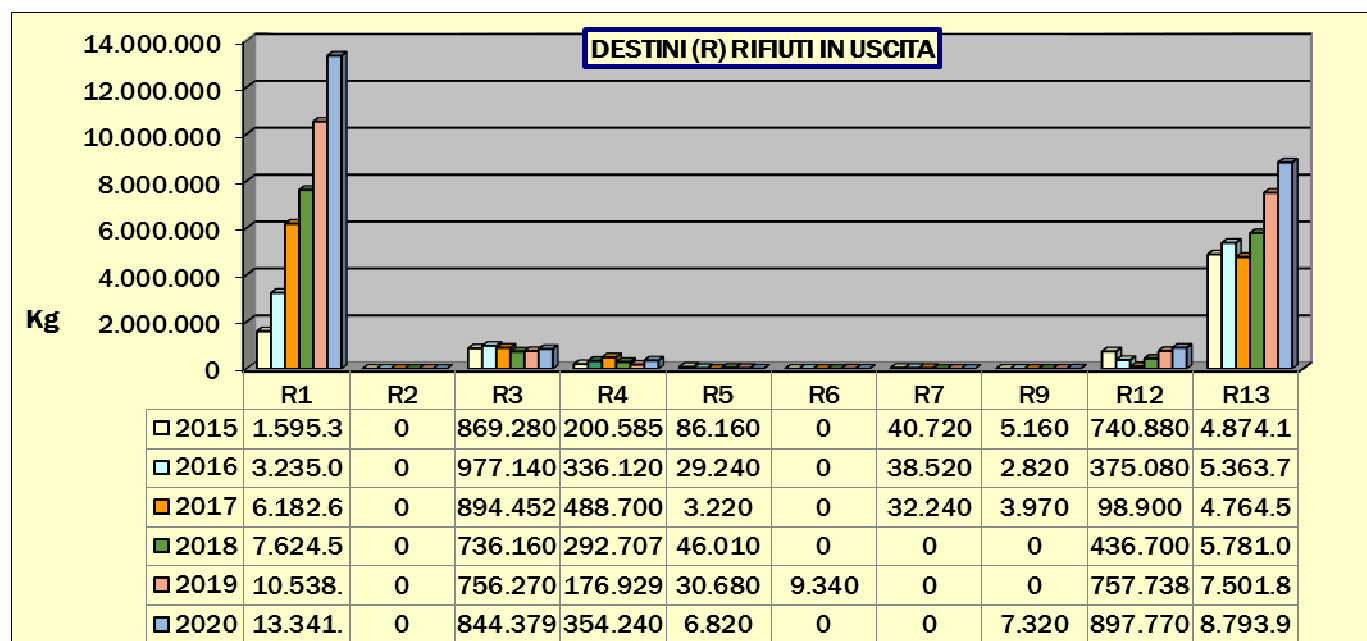 DESTINI (R) RIFIUTI IN USCITA
14.000.000
12.000.000
10.000.000
8.000.000
6.000.000
4.000.000
Kg 2.000.000
0
R1 R2 R3 R4 R5 R6 R7 R9 R12 R13
2015 1.595.3 0 869.280 200.585 86.160 0 40.720 5.160 740.880 4.874.1
2016 3.235.0 0 977.140 336.120 29.240 0 38.520 2.820 375.080 5.363.7
2017 6.182.6 0 894.452 488.700 3.220 0 32.240 3.970 98.900 4.764.5
2018 7.624.5 0 736.160 292.707 46.010 0 0 0 436.700 5.781.0
2019 10.538. 0 756.270 176.929 30.680 9.340 0 0 757.738 7.501.8
2020 13.341. 0 844.379 354.240 6.820 0 0 7.320 897.770 8.793.9